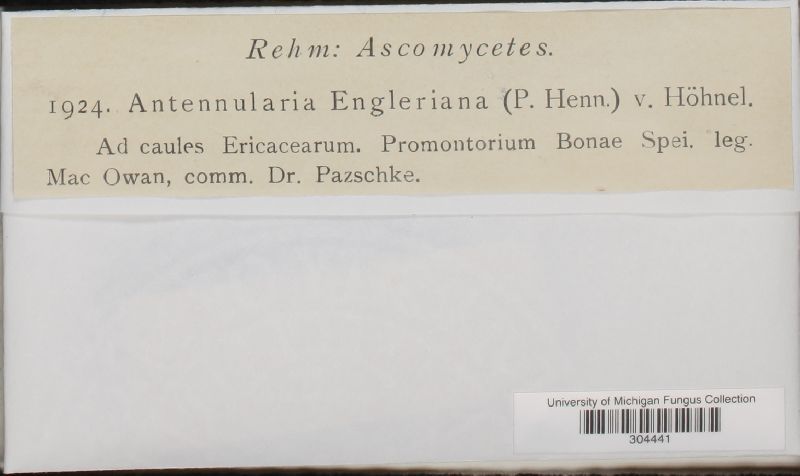 Rehm: Ascomycetes.
1924. Antennularia Engleriana (P. Henn.) v. Höhnel.
Ad caules Ericacearum. Promontorium Bonae Spei. leg.
Mac Owan, comm. Dr. Pazschke.
University of Michigan Fungus Collection
304441